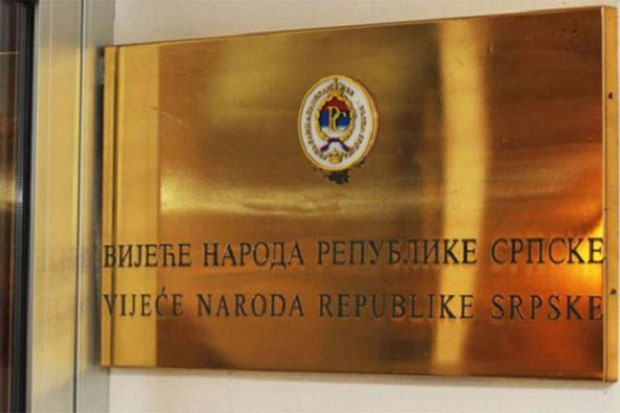 ВИЈЕЋЕ НАРОДА РЕПУБЛИКЕ СРПСКЕ
VIJEĆE NARODA REPUBLIKE SRPSKE